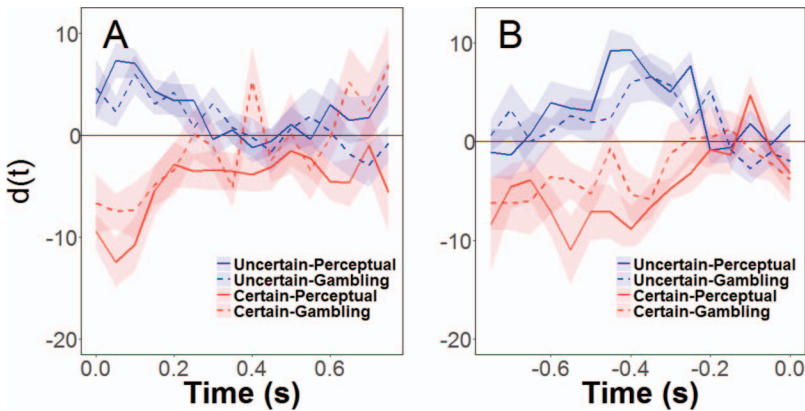 A
10
0
-10
-20
d(t)
Uncertain-Perceptual
Uncertain-Gambling
Certain-Perceptual
Certain-Gambling
0.0 0.2 0.4 0.6
Time (s)
B
10
0
-10
-20
Uncertain-Perceptual
Uncertain-Gambling
Certain-Perceptual
Certain-Gambling
-0.6 -0.4 -0.2 0.0
Time (s)